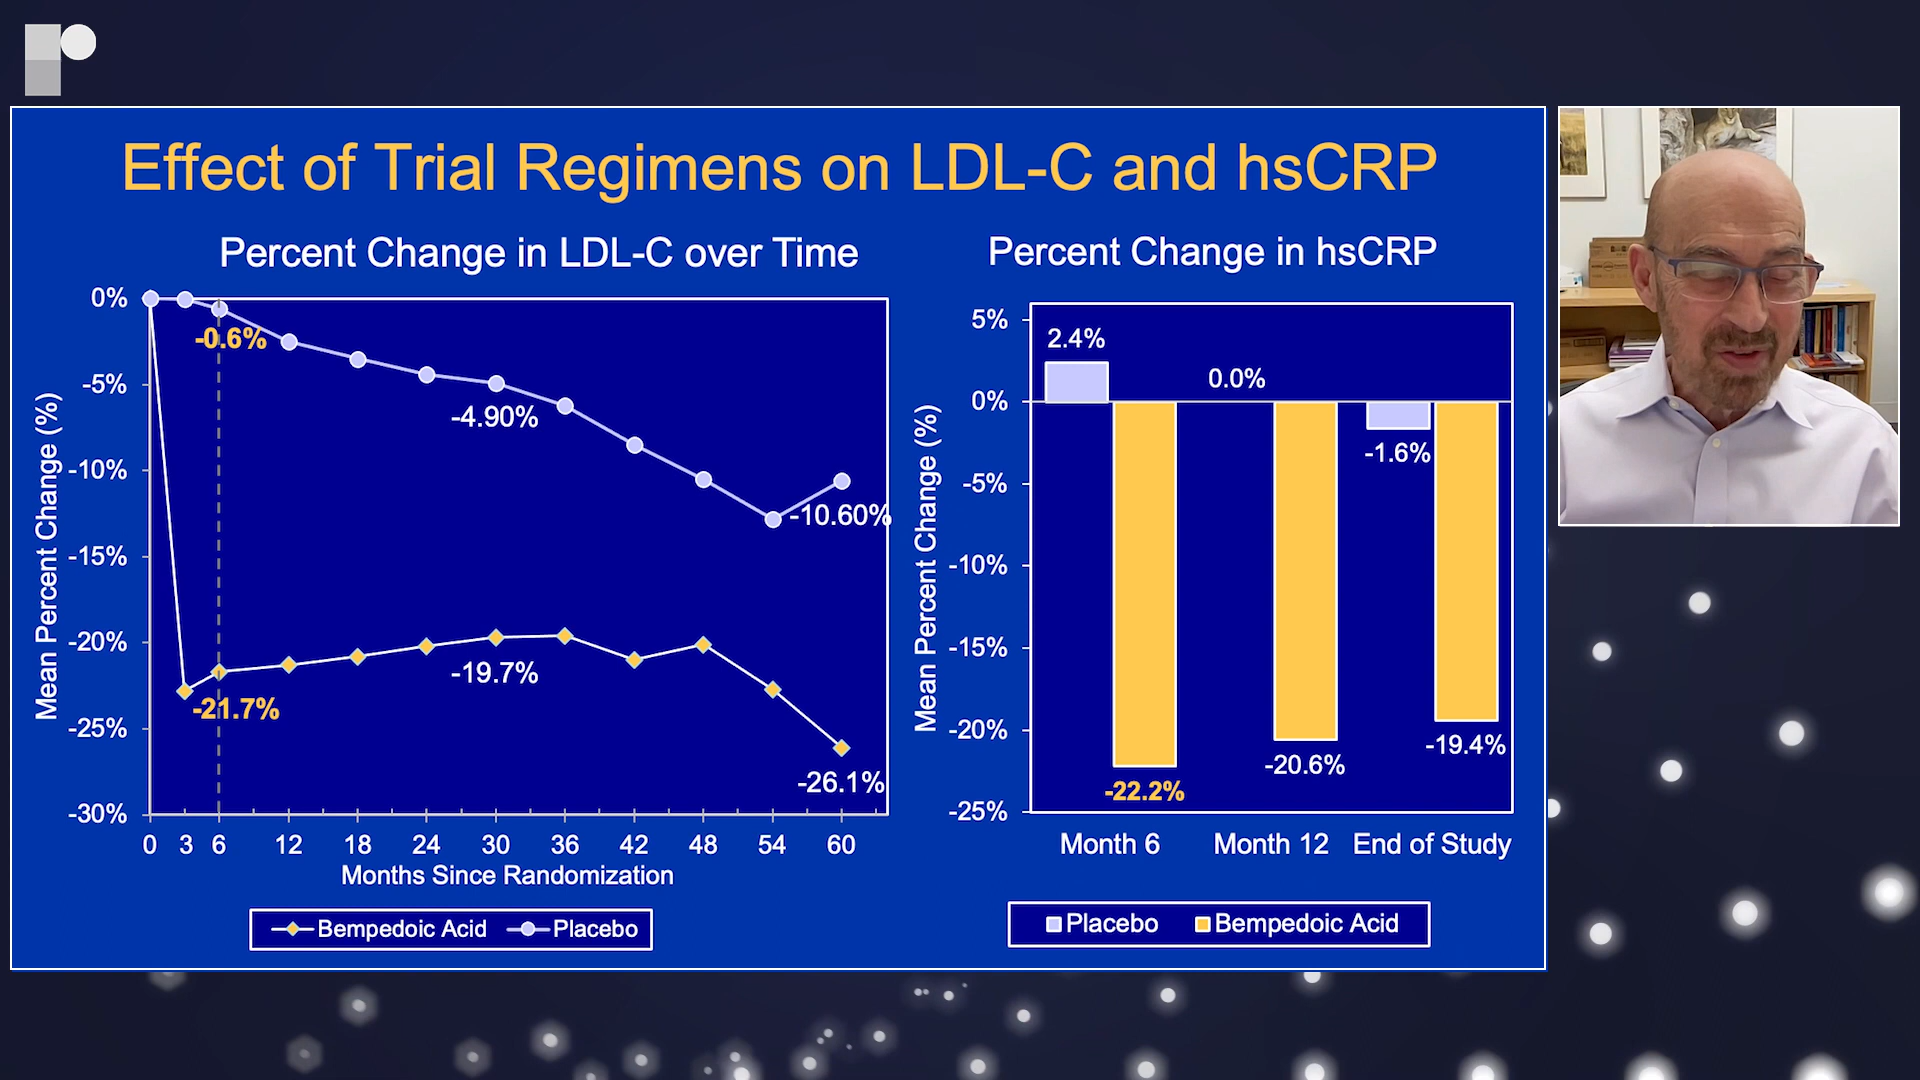 Effect of Trial Regimens on LDL-C and hsCRP
Percent Change in LDL-C over Time
Mean Percent Change (%)
0%
-5%
-10%
-15%
-20%
-25%
-30%
-0.6%
-4.90%
-10.60%
-19.7%
-21.7%
-26.1%
0 3 6 12 18 24 30 36 42 48 54 60
Months Since Randomization
Bempedoic Acid Placebo
Percent Change in hsCRP
Mean Percent Change (%)
5%
0%
-5%
-10%
-15%
-20%
-25%
2.4%
0.0%
-1.6%
-22.2%
-20.6%
-19.4%
Month 6 Month 12 End of Study
Placebo Bempedoic Acid